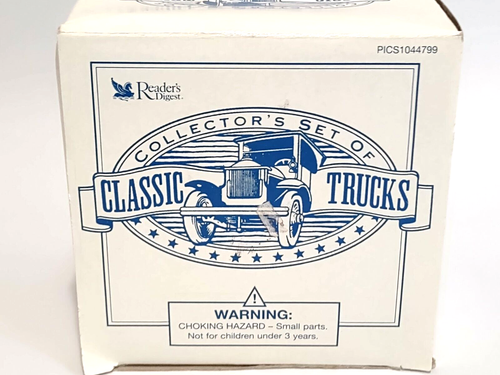 PICS1044799
Reader's
Digest
COLLECTOR'S SET OF
CLASSIC TRUCKS
WARNING:
CHOKING HAZARD – Small parts.
Not for children under 3 years.